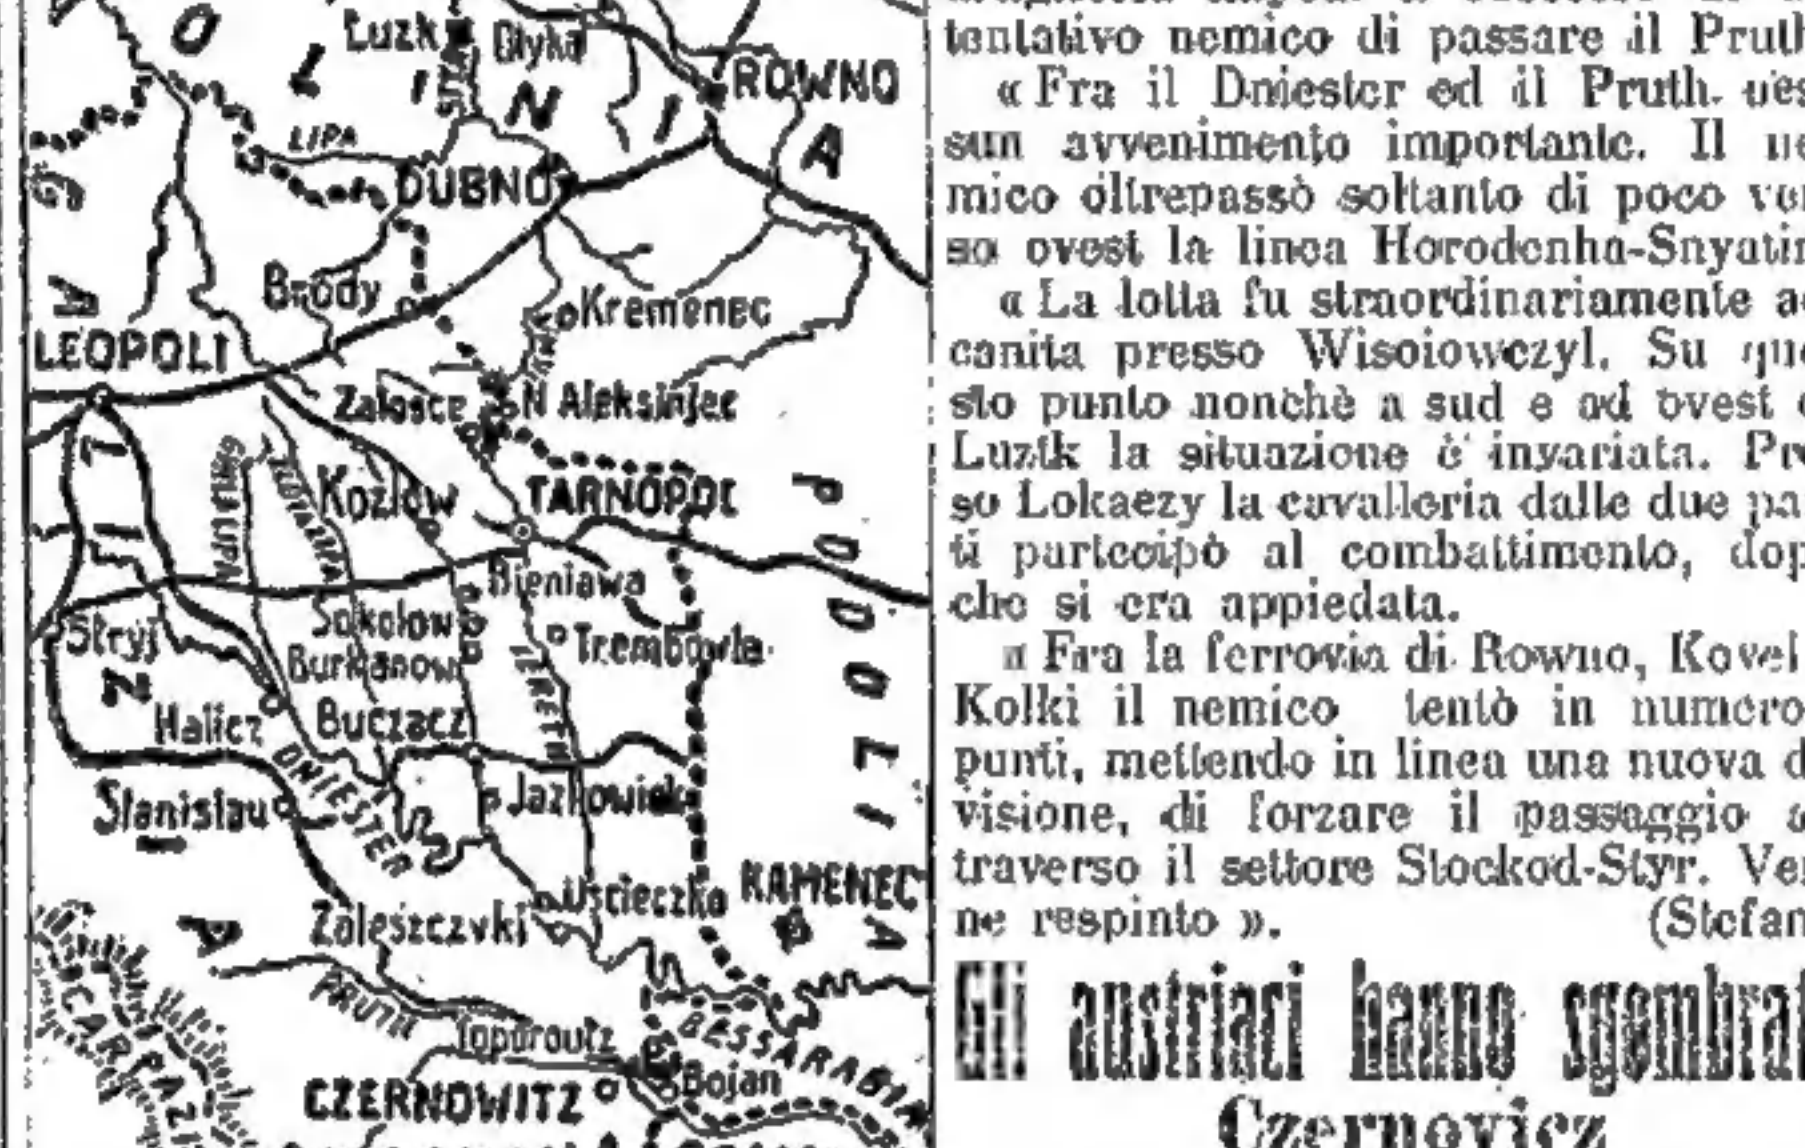 Luzk
Olyka
ROWNO
LIPA
DUBNO
Brody
Kremenec
LEOPOLI
Zalosce
N Aleksinjec
Kozlow
TARNOPOL
Bieniawa
Sokolow
Stryj
Trembowla
Burkanow
Halicz
Buczacz
DNIESTER
Jazlowiek
Stanislau
Uscieczko
KAMENEC
Zaleszczyki
PRUTH
CARPAZ
Toporoutz
BESSARABIA
Bojan
CZERNOWITZ
VOLINIA
GALIZIA
PODOLIA
tentativo nemico di passare il Pruth
« Fra il Dniester ed il Pruth nes
sun avvenimento importante. Il ne
mico oltrepassò soltanto di poco ver
so ovest la linea Horodenha-Snyatin
« La lotta fu straordinariamente ac
canita presso Wisoiowczyl. Su que
sto punto nonchè a sud e ad ovest
Luztk la situazione è invariata. Pre
so Lokaezy la cavalleria dalle due par
ti partecipò al combattimento, dop
che si era appiedata.
« Fra la ferrovia di Rowno, Kovel
Kolki il nemico tentò in numero
punti, mettendo in linea una nuova d
visione, di forzare il passaggio a
traverso il settore Stockod-Styr. Ven
ne respinto ». (Stefan
Gli austriaci hanno sgombrat
Czernovicz